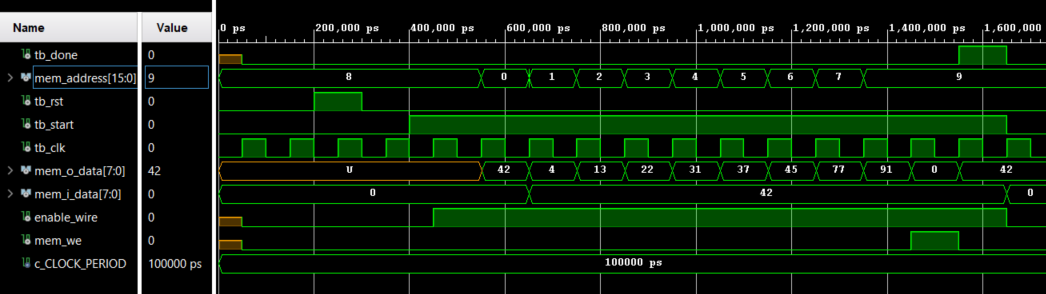 Name Value 0 ps 200,000 ps 400,000 ps 600,000 ps 800,000 ps 1,000,000 ps 1,200,000 ps 1,400,000 ps 1,600,000
tb_done 0
mem_address[15:0] 9 8 0 1 2 3 4 5 6 7 9
tb_rst 0
tb_start 0
tb_clk 0
mem_o_data[7:0] 42 U 42 4 13 22 31 37 45 77 91 0 42
mem_i_data[7:0] 0 0 42 0
enable_wire 0
mem_we 0
c_CLOCK_PERIOD 100000 ps 100000 ps